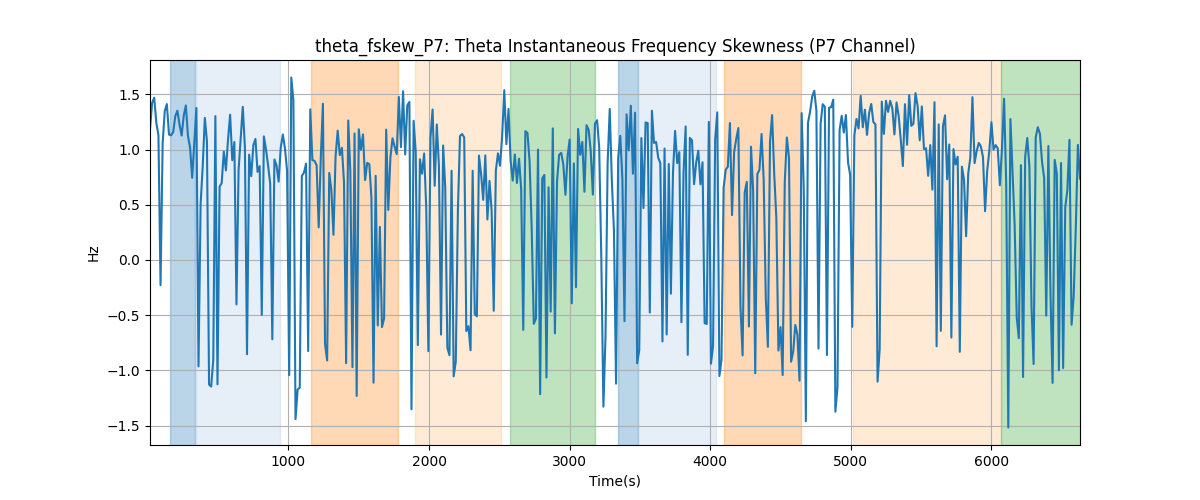 theta_fskew_P7: Theta Instantaneous Frequency Skewness (P7 Channel)
Hz
1.5
1.0
0.5
0.0
−0.5
−1.0
−1.5
1000 2000 3000 4000 5000 6000
Time(s)